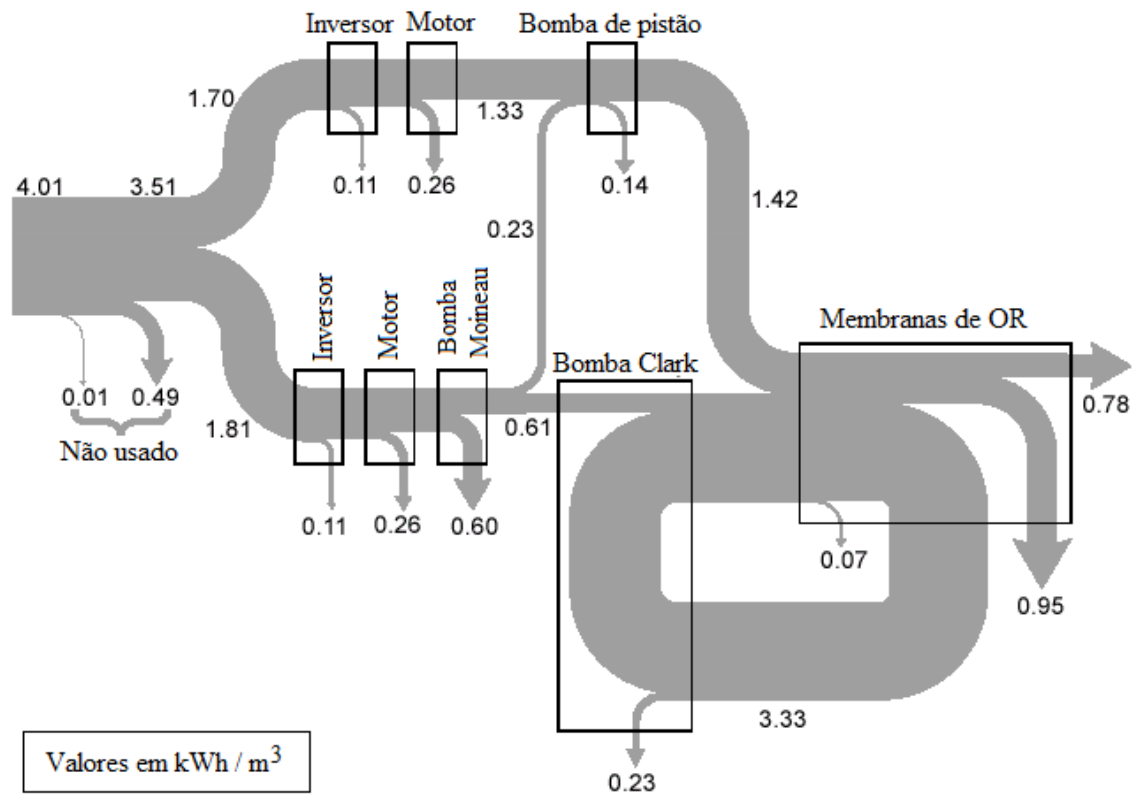 Inversor
Motor
Bomba de pistão
1.70
1.33
0.11
0.26
0.14
4.01
3.51
1.42
0.23
Inversor
Motor
Bomba
Moineau
Membranas de OR
Bomba Clark
0.01
0.49
Não usado
1.81
0.61
0.78
0.11
0.26
0.60
0.07
0.95
3.33
0.23
Valores em kWh / m³